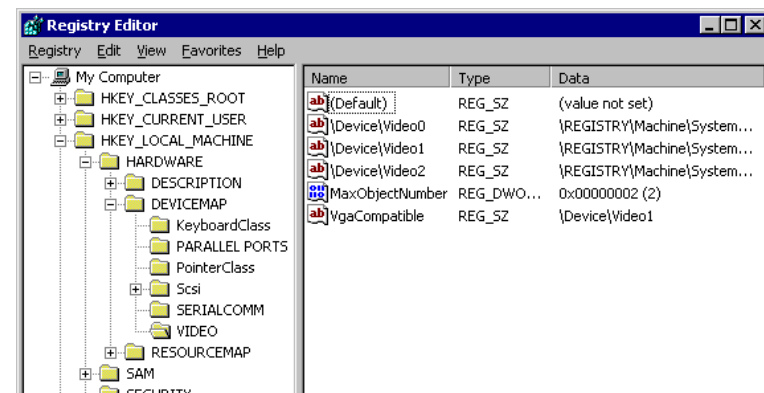 Registry Editor
Registry Edit View Favorites Help
My Computer
HKEY_CLASSES_ROOT
HKEY_CURRENT_USER
HKEY_LOCAL_MACHINE
HARDWARE
DESCRIPTION
DEVICEMAP
KeyboardClass
PARALLEL PORTS
PointerClass
Scsi
SERIALCOMM
VIDEO
RESOURCEMAP
SAM
SECURITY
Name Type Data
(Default) REG_SZ (value not set)
\Device\Video0 REG_SZ \REGISTRY\Machine\System...
\Device\Video1 REG_SZ \REGISTRY\Machine\System...
\Device\Video2 REG_SZ \REGISTRY\Machine\System...
MaxObjectNumber REG_DWO... 0x00000002 (2)
VgaCompatible REG_SZ \Device\Video1